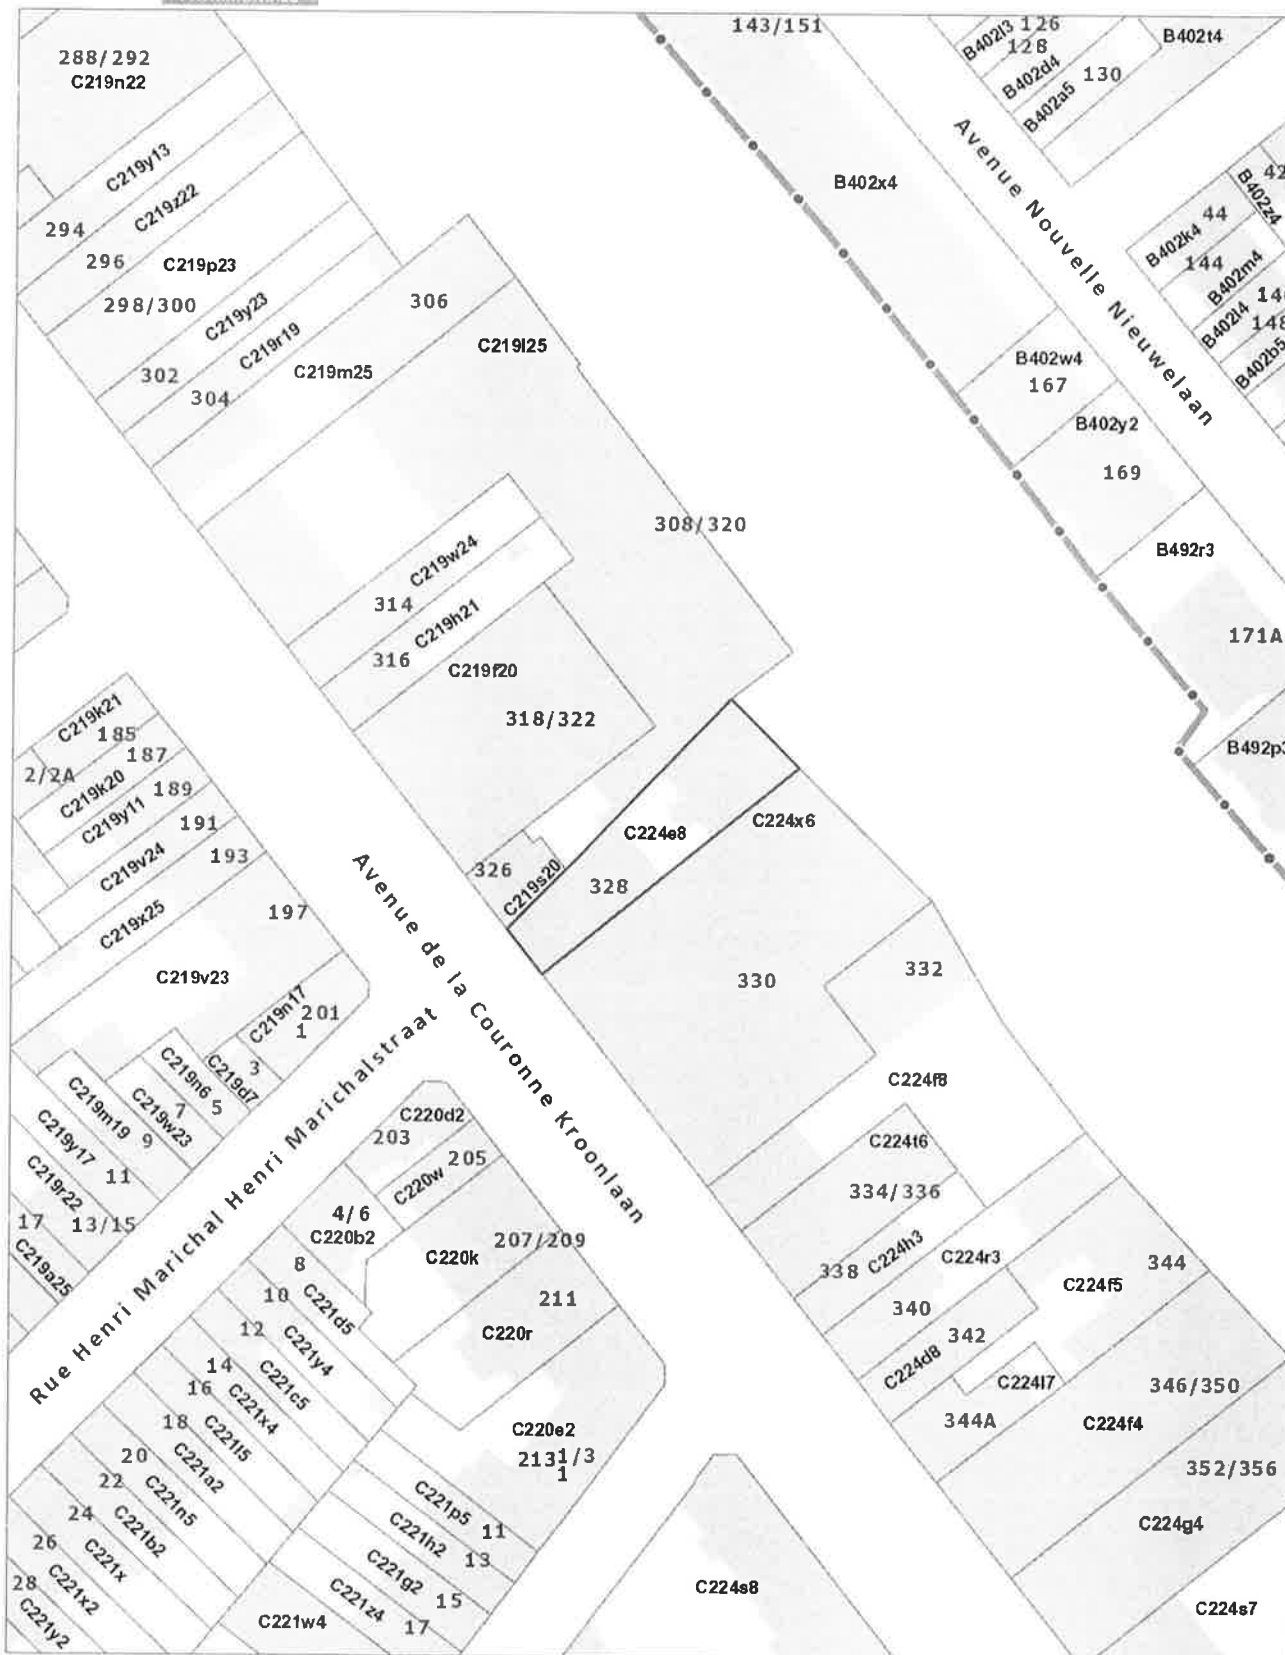 143/151
B402l3 126
128
B402d4
B402a5 130
B402t4
288/292
C219n22
Avenue Nouvelle Nieuwelaan
B402x4
C219y13
294
C219z22
296
C219p23
298/300
C219y23
302
C219r19
304
C219m25
306
C219l25
42
B402z4
B402k4 44
144
B402m4
B402l4
148
B402b5
B402w4
167
B402y2
169
B492r3
171A
B492p3
308/320
C219w24
314
C219h21
316
C219f20
318/322
C219k21
185
2/2A
187
C219k20
189
C219y11
191
C219v24
193
C219x25
197
C219v23
C219n17
201
1
C219d7
3
C219n6
5
C219w23
7
C219m19
9
C219y17
11
C219r22
13/15
17
C219a25
326
C219s20
C224e8
328
C224x6
330
332
C224f8
Avenue de la Couronne Kroonlaan
Rue Henri Marichal Henri Marichalstraat
C220d2
203
C220w 205
4/6
C220b2
C220k
207/209
211
C220r
C220e2
2131/3
1
8
C221d5
10
C221y4
12
C221c5
14
C221x4
16
C221l5
18
C221a2
20
C221n5
22
C221b2
24
C221x
26
C221x2
28
C221y2
C221p5 11
C221h2 13
C221g2 15
C221z4 17
C221w4
C224t6
334/336
C224h3
338
C224r3
340
C224f5
344
342
C224d8
C224l7
344A
346/350
C224f4
352/356
C224g4
C224s8
C224s7